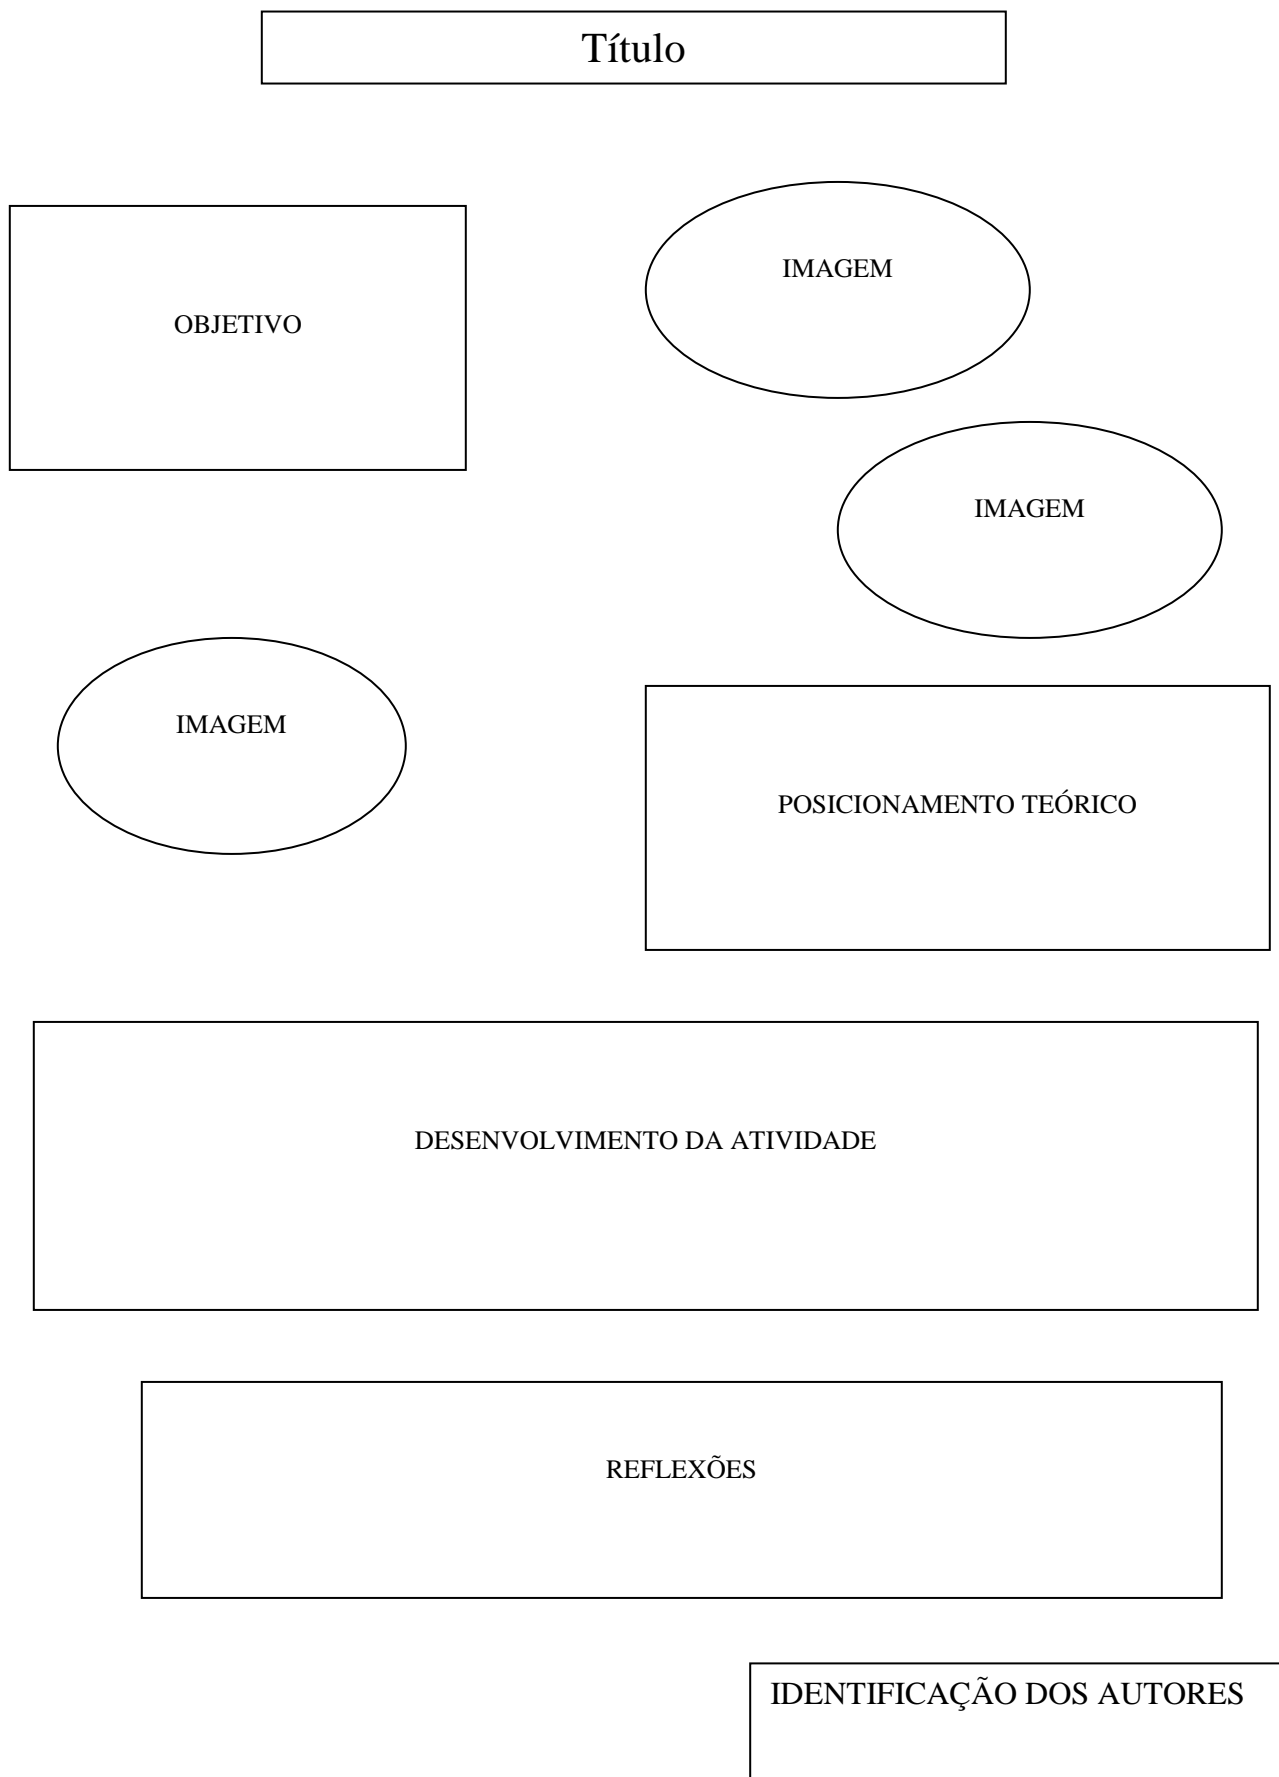 Título
IMAGEM
OBJETIVO
IMAGEM
IMAGEM
POSICIONAMENTO TEÓRICO
DESENVOLVIMENTO DA ATIVIDADE
REFLEXÕES
IDENTIFICAÇÃO DOS AUTORES